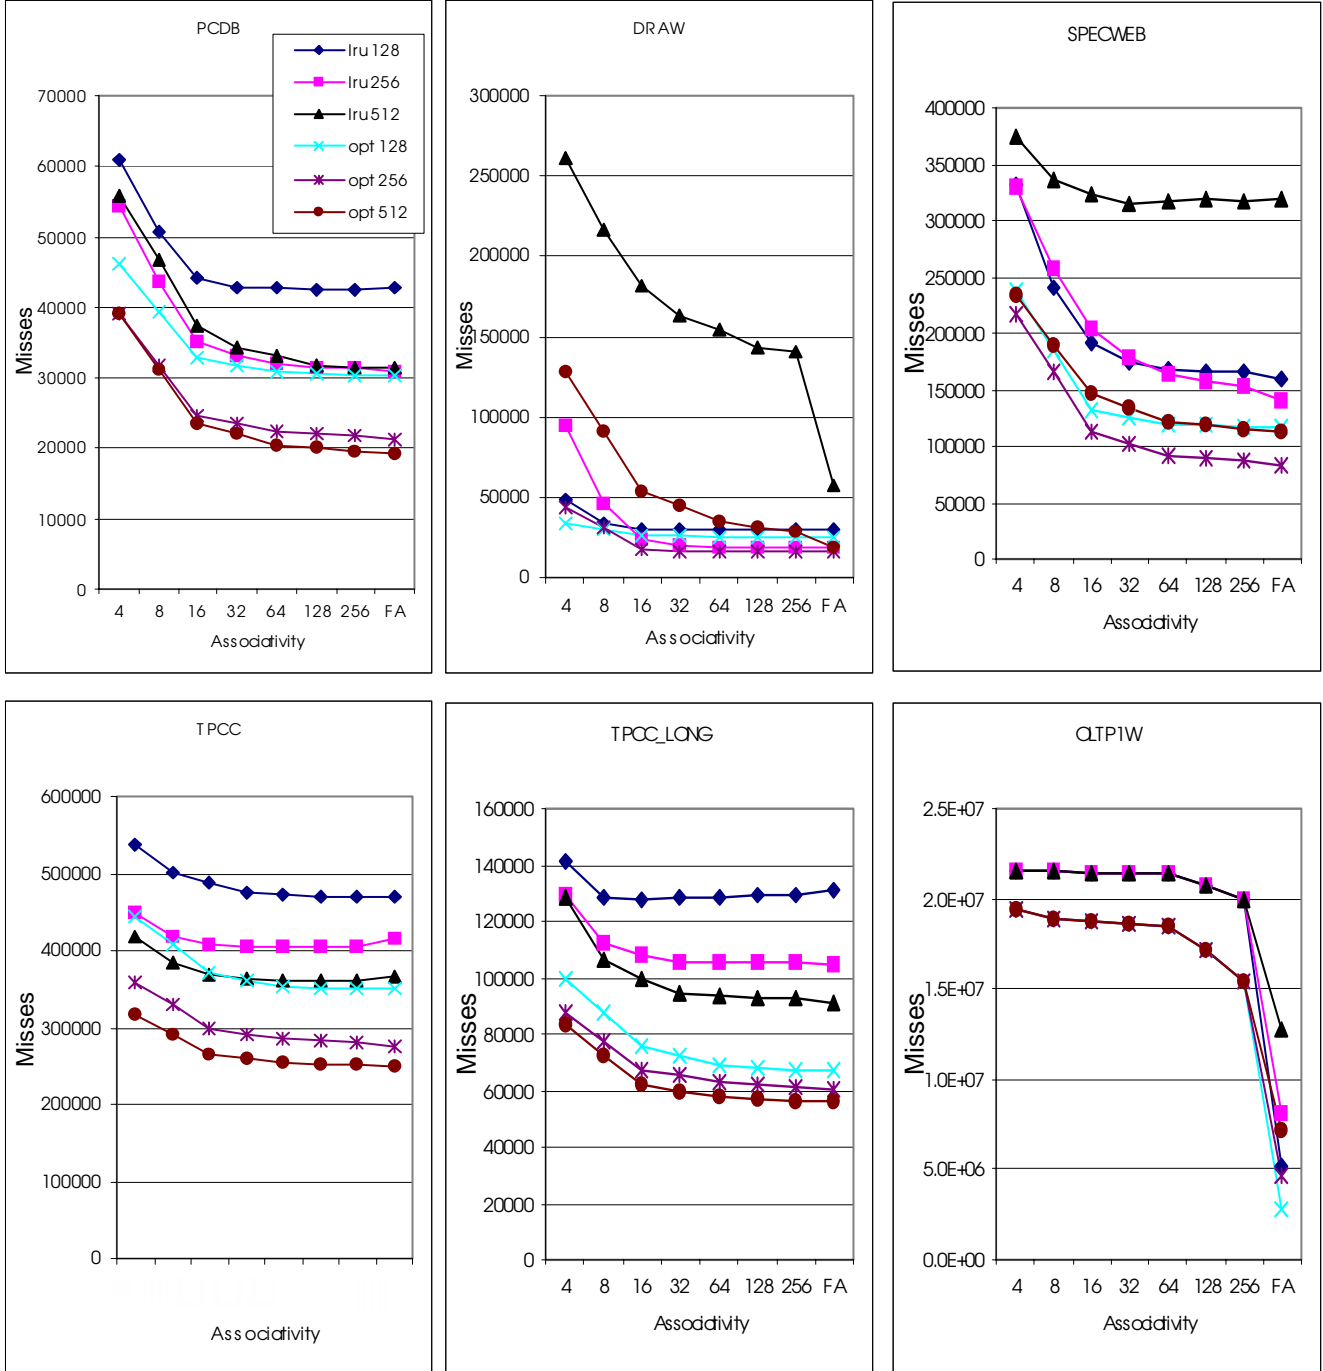 PCDB
lru 128
lru 256
lru 512
opt 128
opt 256
opt 512
70000
60000
50000
40000
30000
20000
10000
0
Misses
4 8 16 32 64 128 256 FA
Associativity
DRAW
300000
250000
200000
150000
100000
50000
0
Misses
4 8 16 32 64 128 256 FA
Associativity
SPECWEB
400000
350000
300000
250000
200000
150000
100000
50000
0
Misses
4 8 16 32 64 128 256 FA
Associativity
TPCC
600000
500000
400000
300000
200000
100000
0
Misses
Associativity
TPCC_LONG
160000
140000
120000
100000
80000
60000
40000
20000
0
Misses
4 8 16 32 64 128 256 FA
Associativity
OLTP1W
2.5E+07
2.0E+07
1.5E+07
1.0E+07
5.0E+06
0.0E+00
Misses
4 8 16 32 64 128 256 FA
Associativity